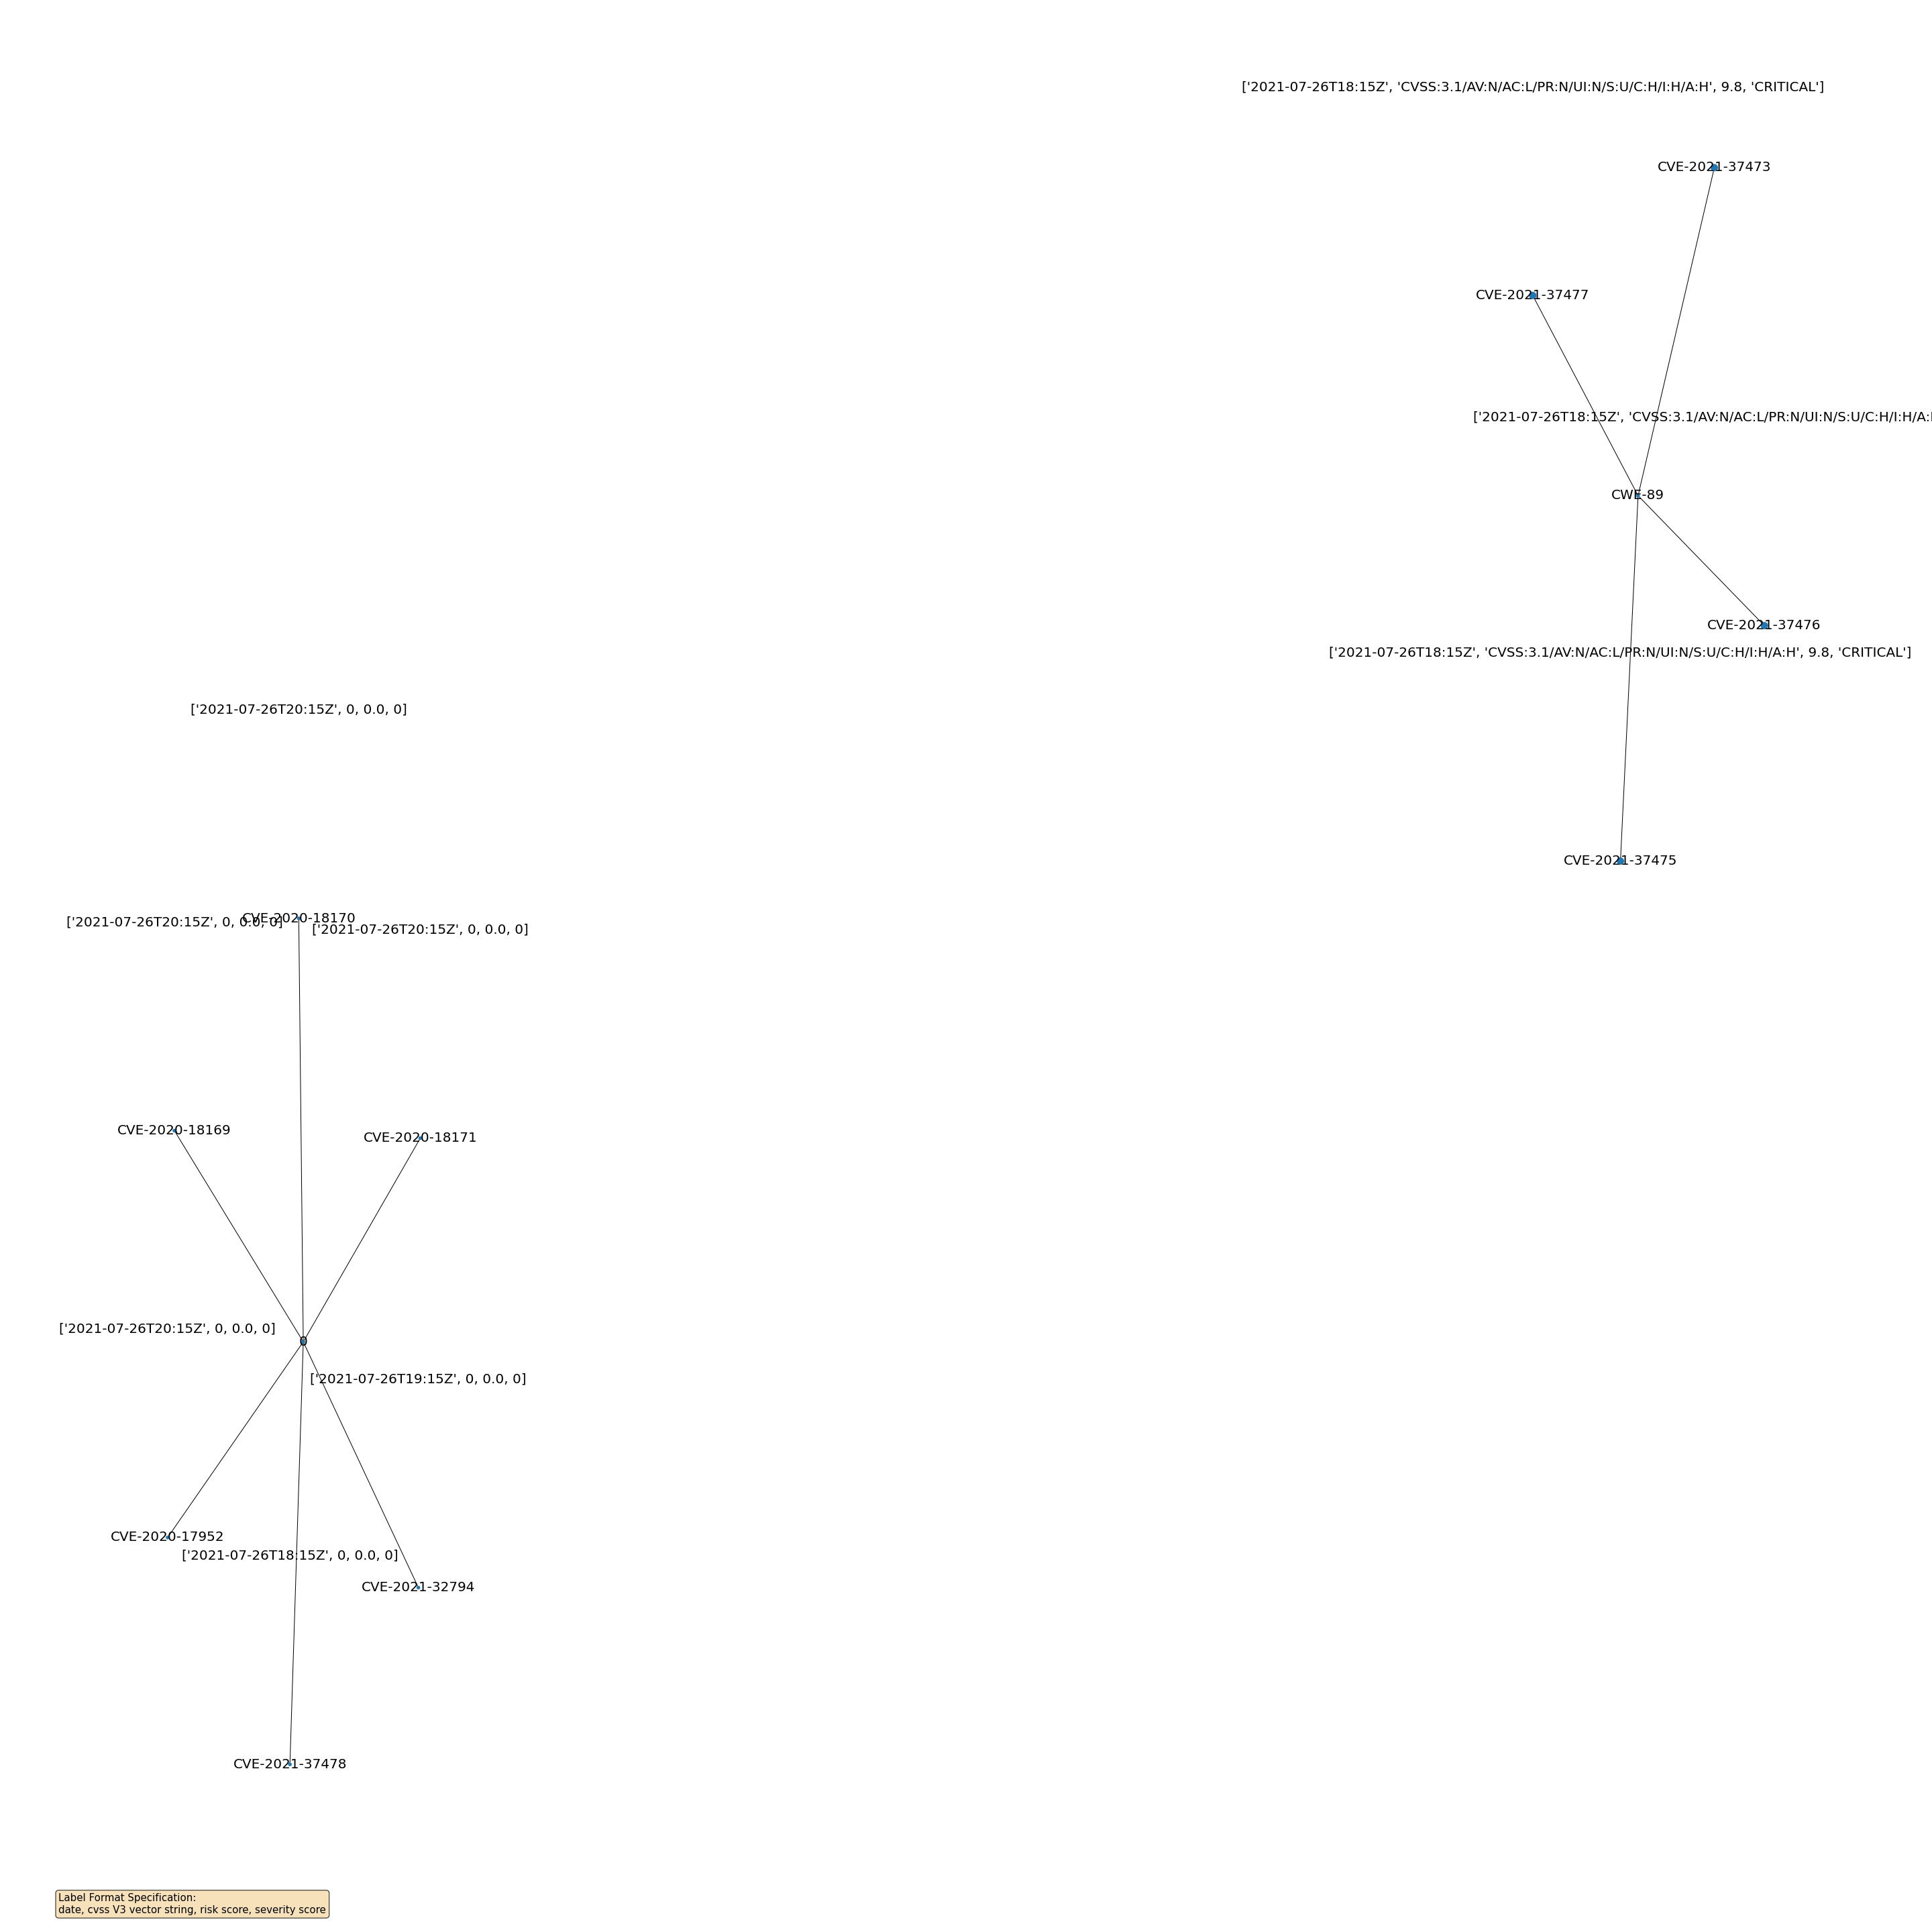 ['2021-07-26T18:15Z', 'CVSS:3.1/AV:N/AC:L/PR:N/UI:N/S:U/C:H/I:H/A:H', 9.8, 'CRITICAL']
CVE-2021-37473
CVE-2021-37477
['2021-07-26T18:15Z', 'CVSS:3.1/AV:N/AC:L/PR:N/UI:N/S:U/C:H/I:H/A:
CWE-89
CVE-2021-37476
['2021-07-26T18:15Z', 'CVSS:3.1/AV:N/AC:L/PR:N/UI:N/S:U/C:H/I:H/A:H', 9.8, 'CRITICAL']
['2021-07-26T20:15Z', 0, 0.0, 0]
CVE-2021-37475
['2021-07-26T20:15Z', 0, 0.0, 0]
CVE-2020-18170
['2021-07-26T20:15Z', 0, 0.0, 0]
CVE-2020-18169
CVE-2020-18171
['2021-07-26T20:15Z', 0, 0.0, 0]
0
['2021-07-26T19:15Z', 0, 0.0, 0]
CVE-2020-17952
['2021-07-26T18:15Z', 0, 0.0, 0]
CVE-2021-32794
CVE-2021-37478
Label Format Specification:
date, cvss V3 vector string, risk score, severity score